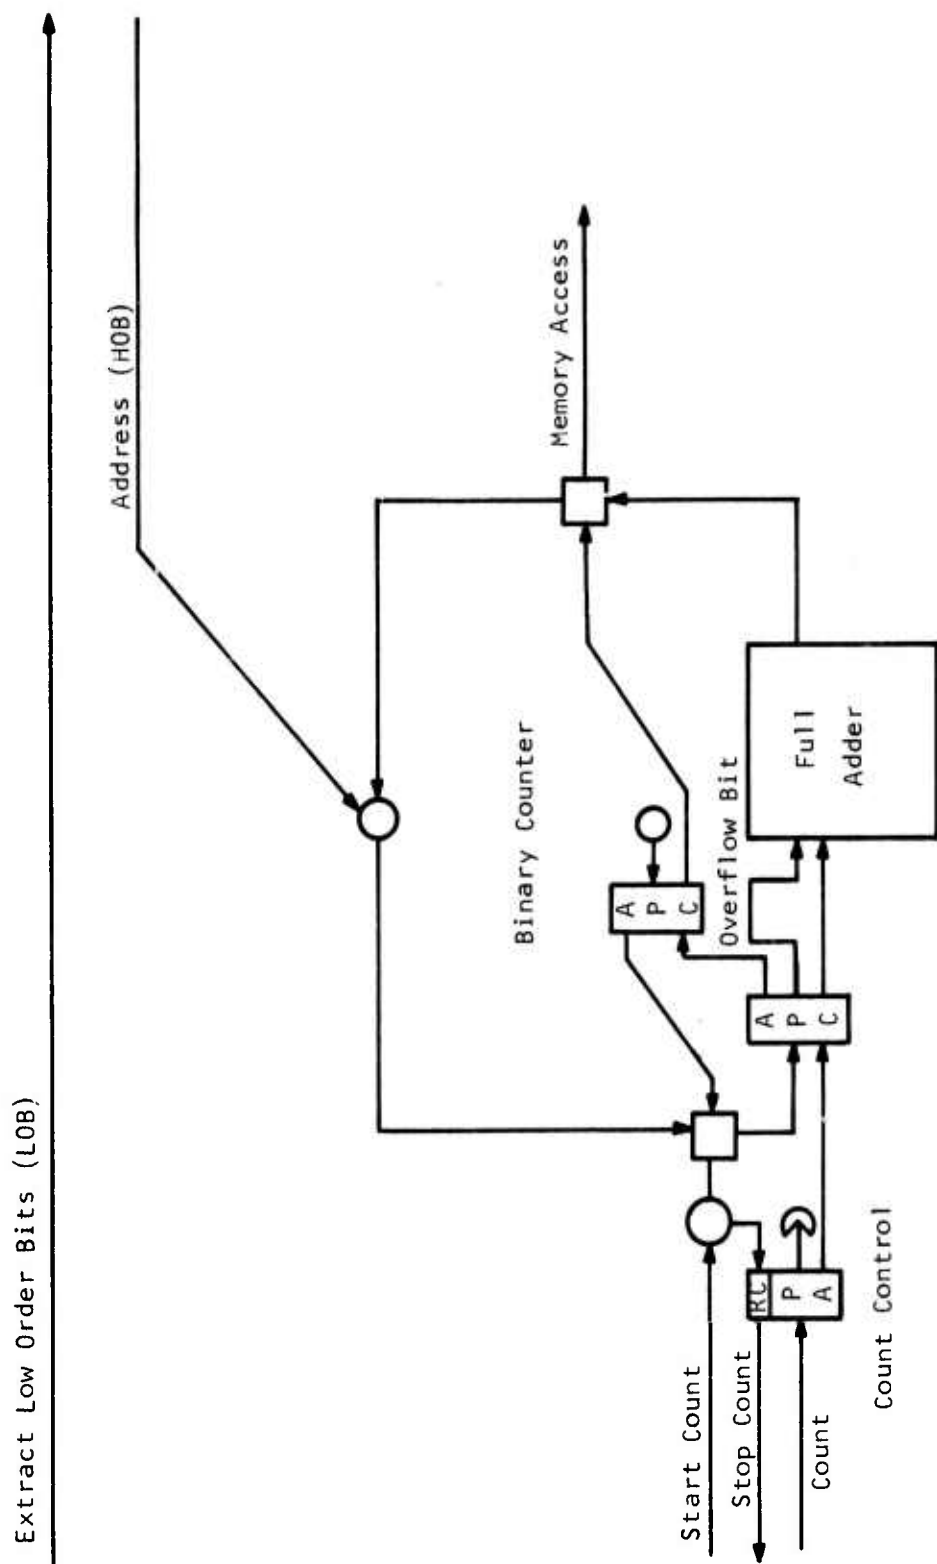 Extract Low Order Bits (LOB)
Address (HOB)
Memory Access
Binary Counter
A
P
C
Overflow Bit
A
P
C
Full
Adder
Start Count
Stop Count
RC
P
A
Count
Count Control